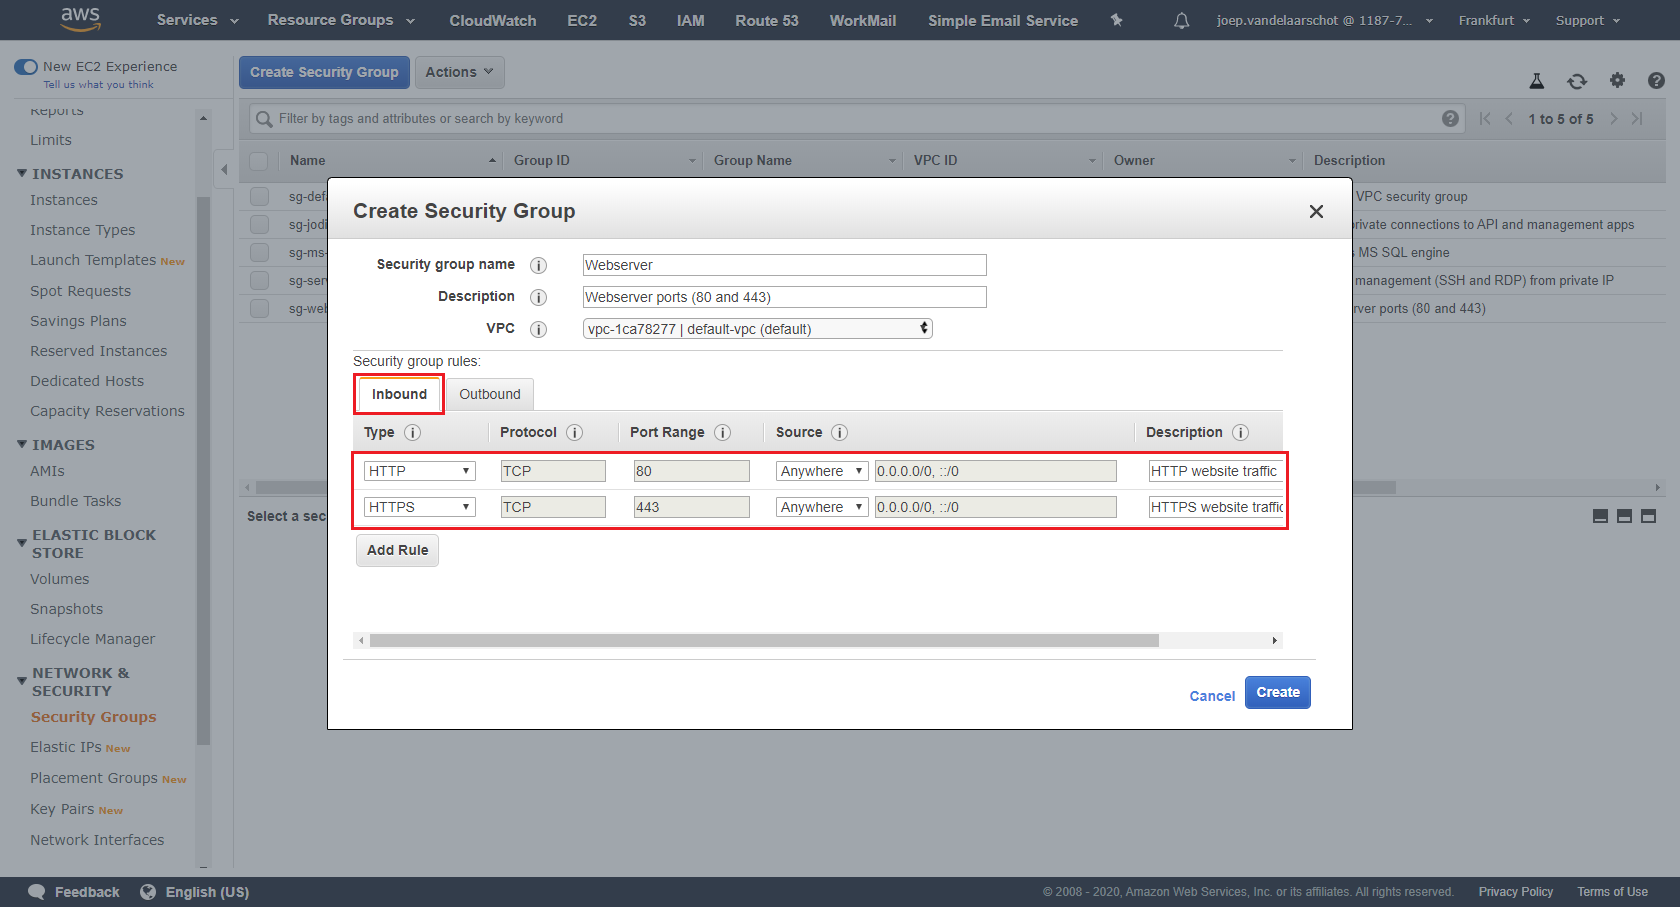 aws Services Resource Groups CloudWatch EC2 S3 IAM Route 53 WorkMail Simple Email Service joep.vandelaarschot @ 1187-7... Frankfurt Support
New EC2 Experience
Tell us what you think
Create Security Group Actions
Reports
Limits
INSTANCES
Instances
Instance Types
Launch Templates New
Spot Requests
Savings Plans
Reserved Instances
Dedicated Hosts
Capacity Reservations
IMAGES
AMIs
Bundle Tasks
ELASTIC BLOCK
STORE
Volumes
Snapshots
Lifecycle Manager
NETWORK &
SECURITY
Security Groups
Elastic IPs New
Placement Groups New
Key Pairs New
Network Interfaces
Filter by tags and attributes or search by keyword 1 to 5 of 5
Name Group ID Group Name VPC ID Owner Description
VPC security group
sg-jodi rivate connections to API and management apps
sg-ms- MS SQL engine
sg-ser management (SSH and RDP) from private IP
sg-web rver ports (80 and 443)
Select a sec
Create Security Group
Security group name Webserver
Description Webserver ports (80 and 443)
VPC vpc-1ca78277 | default-vpc (default)
Security group rules:
Inbound Outbound
Type Protocol Port Range Source Description
HTTP TCP 80 Anywhere 0.0.0.0/0, ::/0 HTTP website traffic
HTTPS TCP 443 Anywhere 0.0.0.0/0, ::/0 HTTPS website traffic
Add Rule
Cancel Create
Feedback English (US) © 2008 - 2020, Amazon Web Services, Inc. or its affiliates. All rights reserved. Privacy Policy Terms of Use